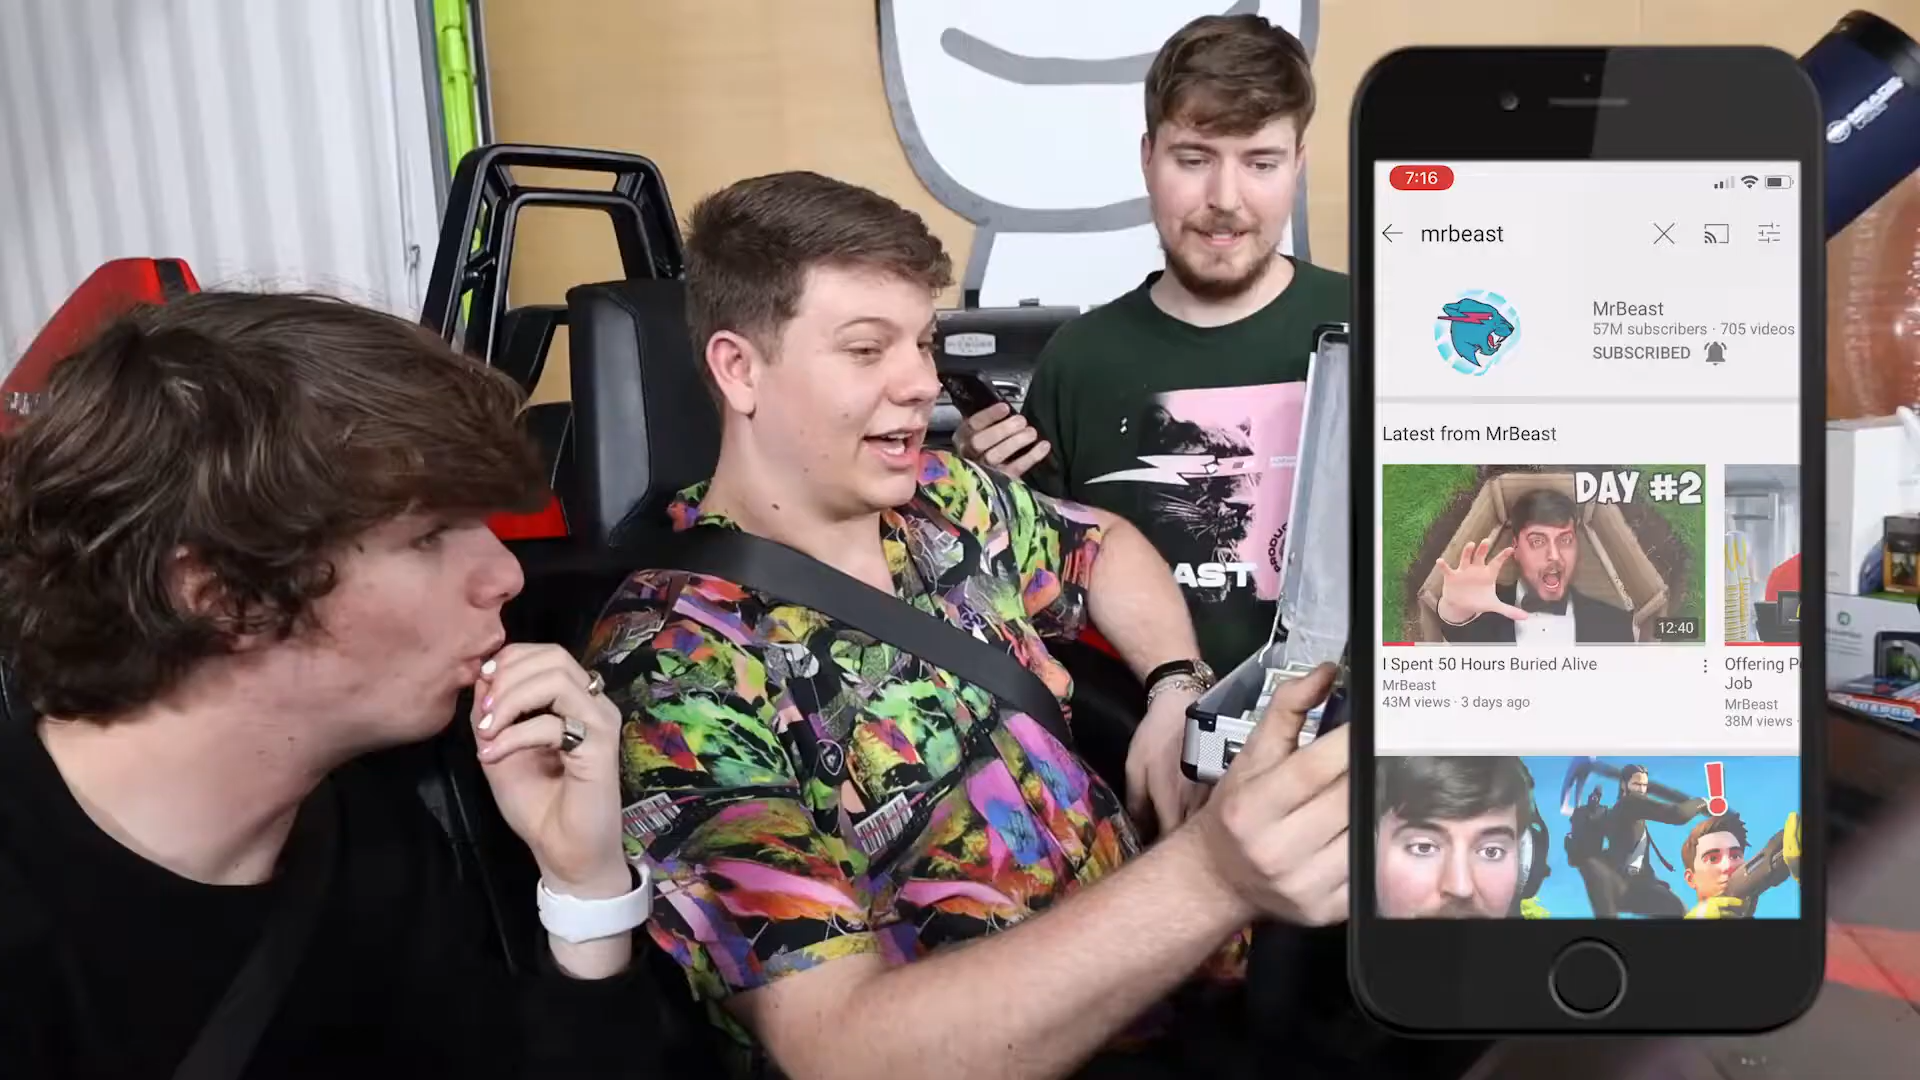 MEADE
7:16
mrbeast
MrBeast
57M subscribers · 705 videos
SUBSCRIBED
Latest from MrBeast
DAY #2
12:40
I Spent 50 Hours Buried Alive
MrBeast
43M views · 3 days ago
Offering P
Job
MrBeast
38M views ·
!
AST